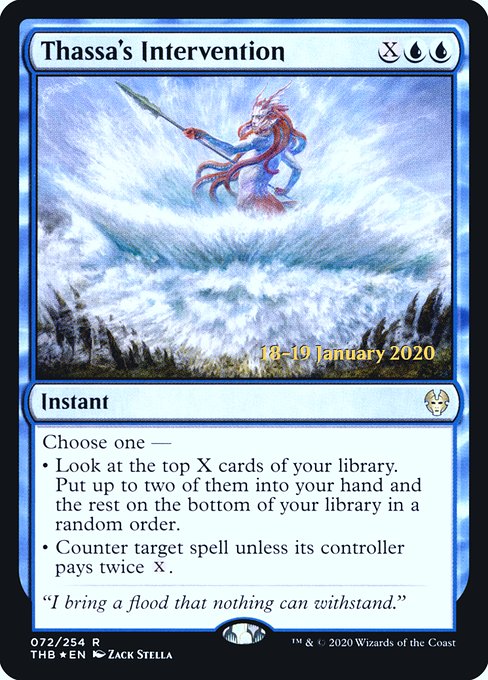 Thassa's Intervention X
18–19 January 2020
Instant
Choose one —
• Look at the top X cards of your library.
Put up to two of them into your hand and
the rest on the bottom of your library in a
random order.
• Counter target spell unless its controller
pays twice X.
“I bring a flood that nothing can withstand.”
072/254 R ™ & © 2020 Wizards of the Coast
THB ★ EN Zack Stella